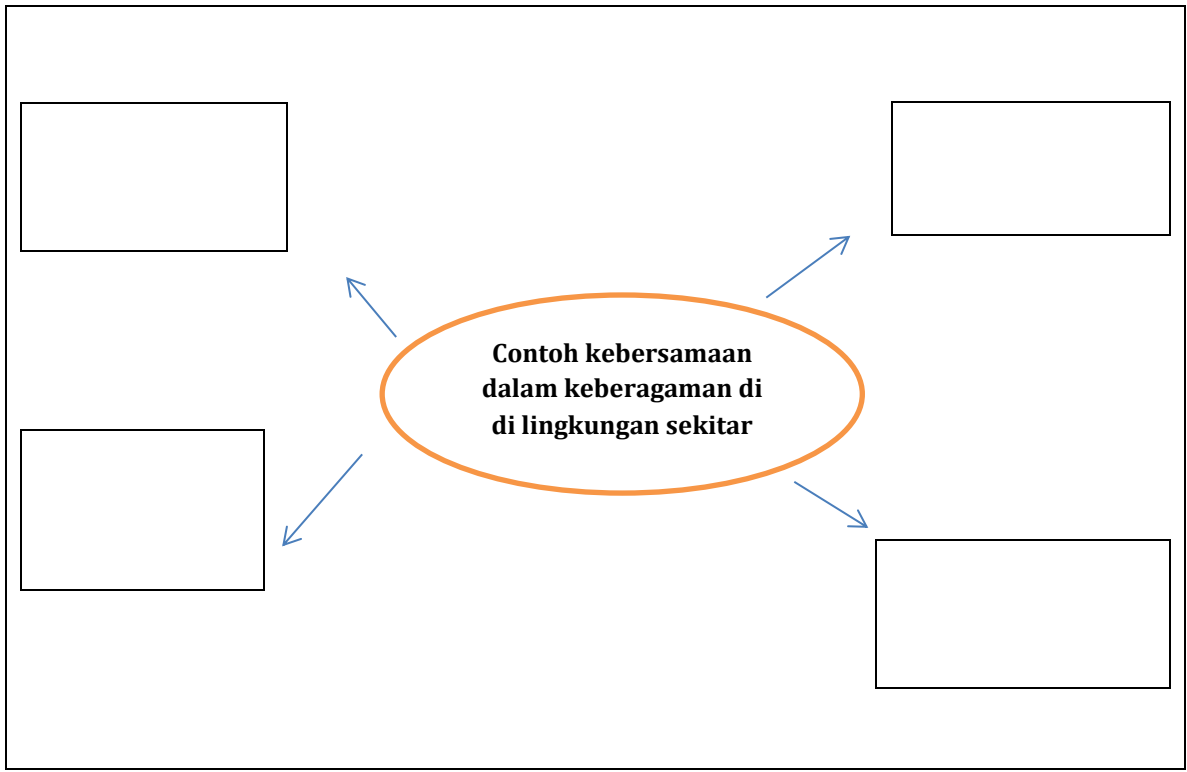 Contoh kebersamaan
dalam keberagaman di
di lingkungan sekitar